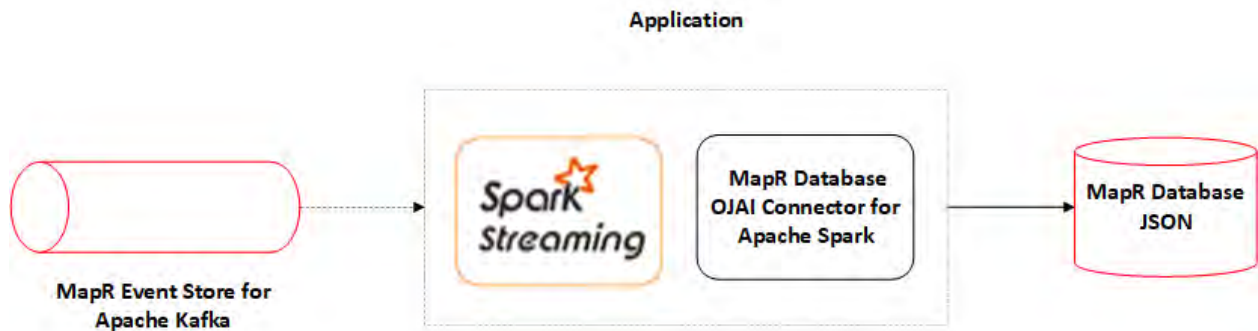 Application
Spark
Streaming
MapR Database
OJAI Connector for
Apache Spark
MapR Database
JSON
MapR Event Store for
Apache Kafka